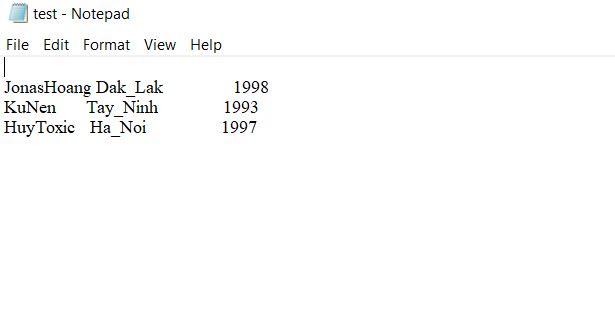 test - Notepad
File Edit Format View Help
JonasHoang Dak_Lak 1998
KuNen Tay_Ninh 1993
HuyToxic Ha_Noi 1997